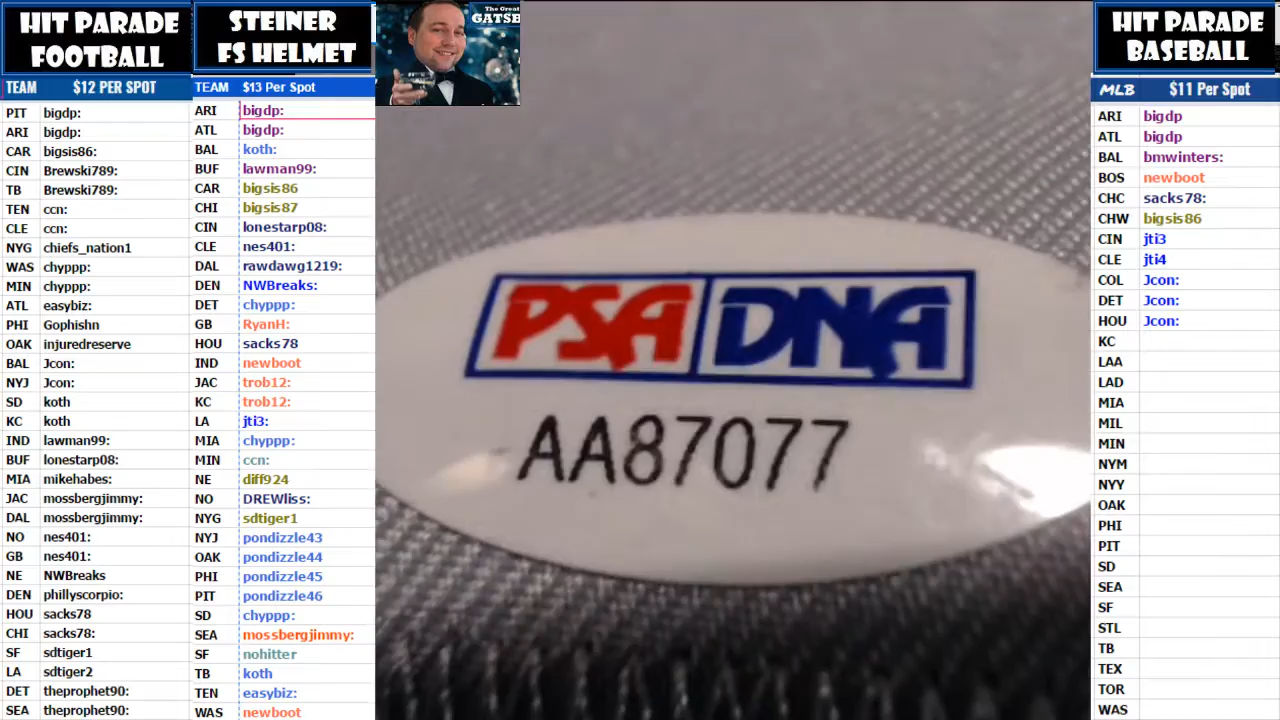 HIT PARADE
FOOTBALL
TEAM $12 PER SPOT
PIT bigdp:
ARI bigdp:
CAR bigsis86:
CIN Brewski789:
TB Brewski789:
TEN ccn:
CLE ccn:
NYG chiefs_nation1
WAS chyppp:
MIN chyppp:
ATL easybiz:
PHI Gophishn
OAK injuredreserve
BAL Jcon:
NYJ Jcon:
SD koth
KC koth
IND lawman99:
BUF lonestarp08:
MIA mikehabes:
JAC mossbergjimmy:
DAL mossbergjimmy:
NO nes401:
GB nes401:
NE NWBreaks
DEN phillyscorpio:
HOU sacks78
CHI sacks78:
SF sdtiger1
LA sdtiger2
DET theprophet90:
SEA theprophet90:
STEINER
FS HELMET
TEAM $13 Per Spot
ARI bigdp:
ATL bigdp:
BAL koth:
BUF lawman99:
CAR bigsis86
CHI bigsis87
CIN lonestarp08:
CLE nes401:
DAL rawdawg1219:
DEN NWBreaks:
DET chyppp:
GB RyanH:
HOU sacks78
IND newboot
JAC trob12:
KC trob12:
LA jti3:
MIA chyppp:
MIN ccn:
NE diff924
NO DREWliss:
NYG sdtiger1
NYJ pondizzle43
OAK pondizzle44
PHI pondizzle45
PIT pondizzle46
SD chyppp:
SEA mossbergjimmy:
SF nohitter
TB koth
TEN easybiz:
WAS newboot
The Great
PSA DNA
AA87077
HIT PARADE
BASEBALL
MLB $11 Per Spot
ARI bigdp
ATL bigdp
BAL bmwinters:
BOS newboot
CHC sacks78:
CHW bigsis86
CIN jti3
CLE jti4
COL Jcon:
DET Jcon:
HOU Jcon:
KC
LAA
LAD
MIA
MIL
MIN
NYM
NYY
OAK
PHI
PIT
SD
SEA
SF
STL
TB
TEX
TOR
WAS